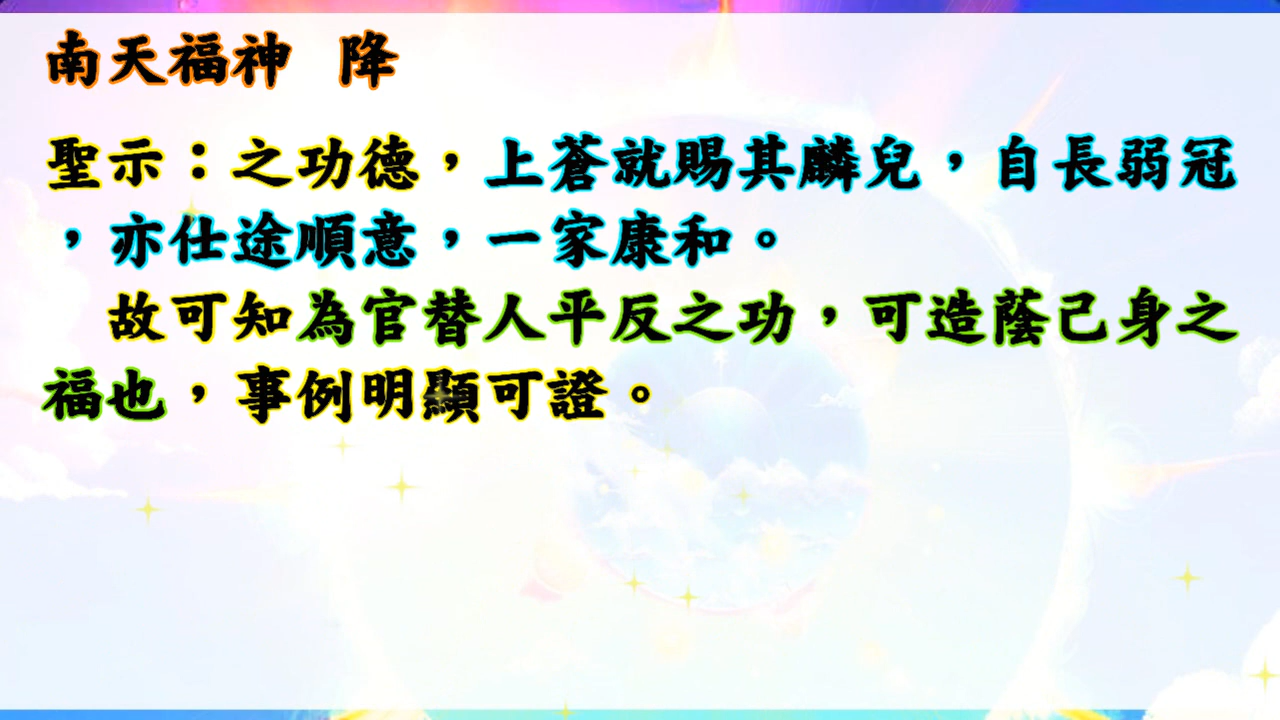 南天福神 降
聖示：之功德，上蒼就賜其麟兒，自長弱冠
，亦仕途順意，一家康和。
故可知為官替人平反之功，可造蔭己身之
福也，事例明顯可證。